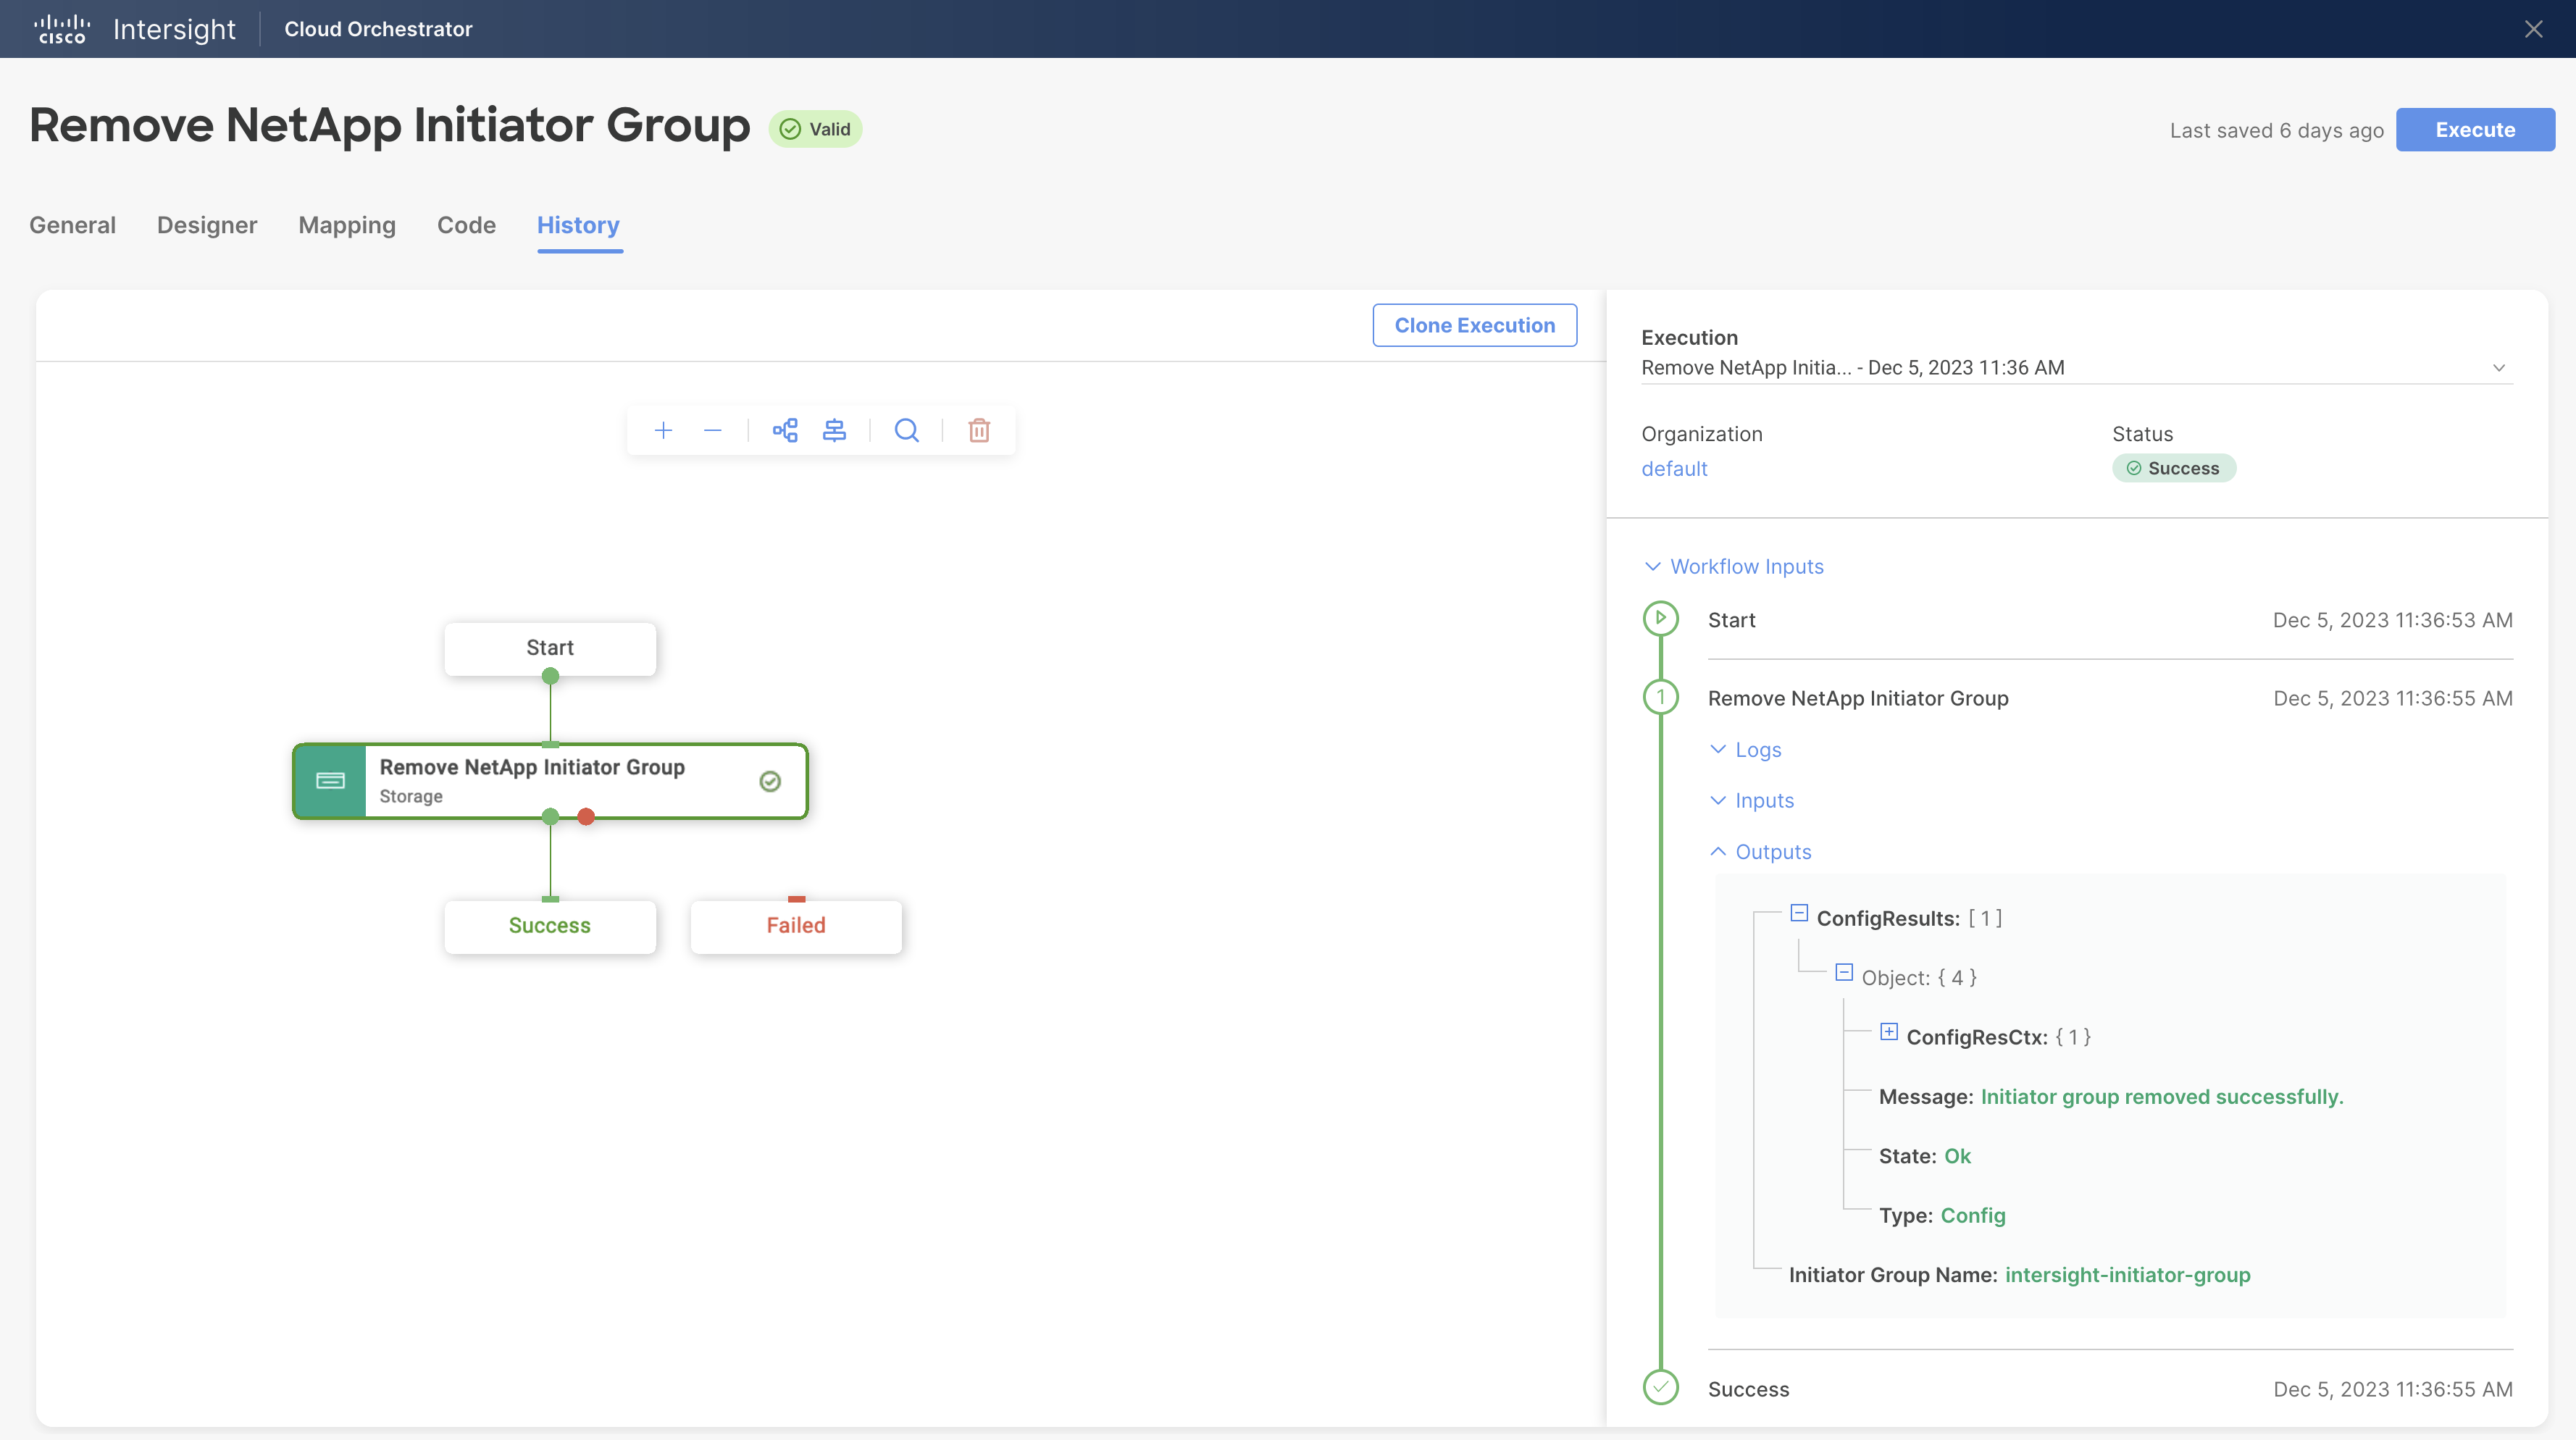 CISCO Intersight Cloud Orchestrator
Remove NetApp Initiator Group Valid
Last saved 6 days ago Execute
General Designer Mapping Code History
Clone Execution
Start
Remove NetApp Initiator Group
Storage
Success Failed
Execution
Remove NetApp Initia... - Dec 5, 2023 11:36 AM
Organization Status
default Success
Workflow Inputs
Start Dec 5, 2023 11:36:53 AM
1 Remove NetApp Initiator Group Dec 5, 2023 11:36:55 AM
Logs
Inputs
Outputs
ConfigResults: [ 1 ]
Object: { 4 }
ConfigResCtx: { 1 }
Message: Initiator group removed successfully.
State: Ok
Type: Config
Initiator Group Name: intersight-initiator-group
Success Dec 5, 2023 11:36:55 AM